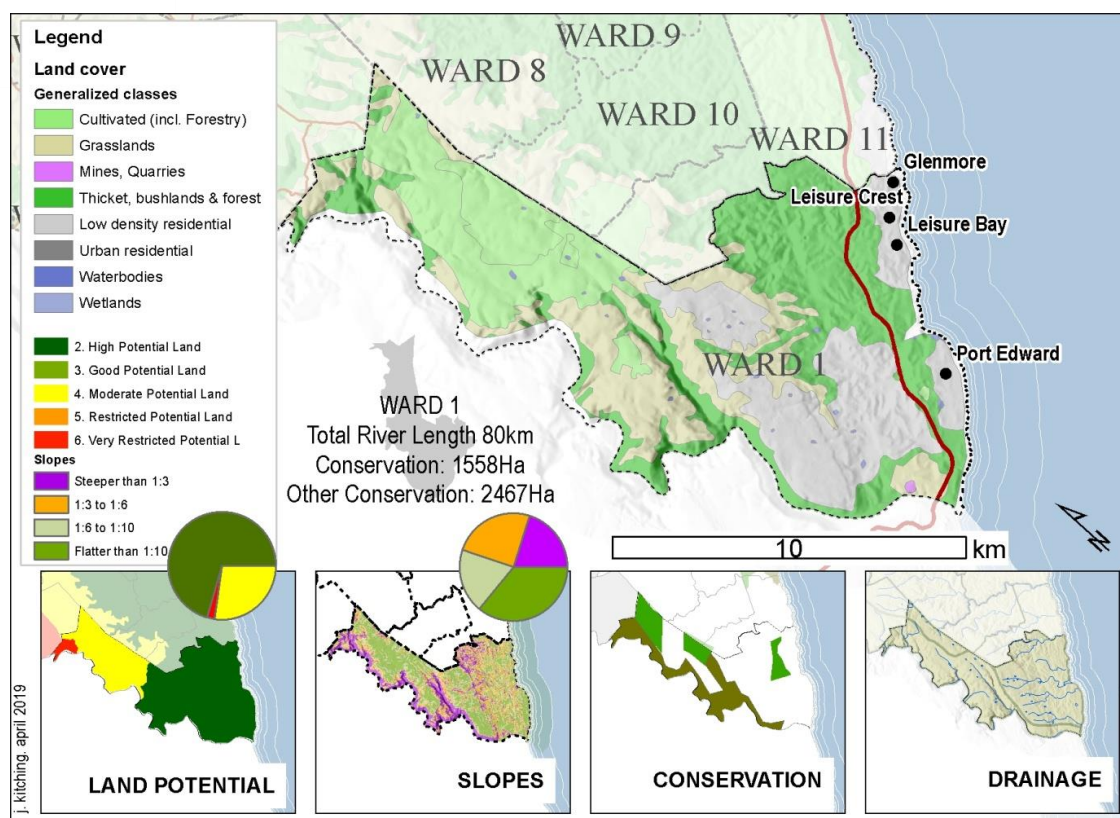 Legend
Land cover
Generalized classes
Cultivated (incl. Forestry)
Grasslands
Mines, Quarries
Thicket, bushlands & forest
Low density residential
Urban residential
Waterbodies
Wetlands
2. High Potential Land
3. Good Potential Land
4. Moderate Potential Land
5. Restricted Potential Land
6. Very Restricted Potential L
Slopes
Steeper than 1:3
1:3 to 1:6
1:6 to 1:10
Flatter than 1:10
WARD 9
WARD 8
WARD 10
WARD 11
Glenmore
Leisure Crest
Leisure Bay
WARD 1
Port Edward
WARD 1
Total River Length 80km
Conservation: 1558Ha
Other Conservation: 2467Ha
N
10 km
LAND POTENTIAL
SLOPES
CONSERVATION
DRAINAGE
j. kitching. april 2019